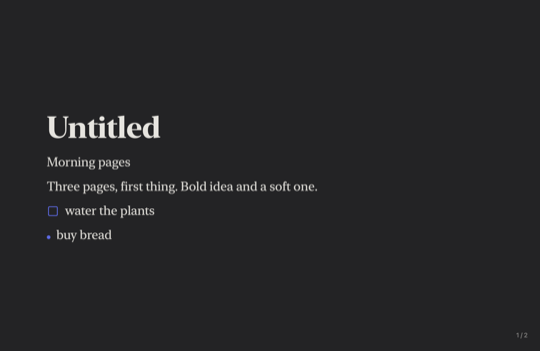 Untitled
Morning pages
Three pages, first thing. Bold idea and a soft one.
water the plants
buy bread
1 / 2